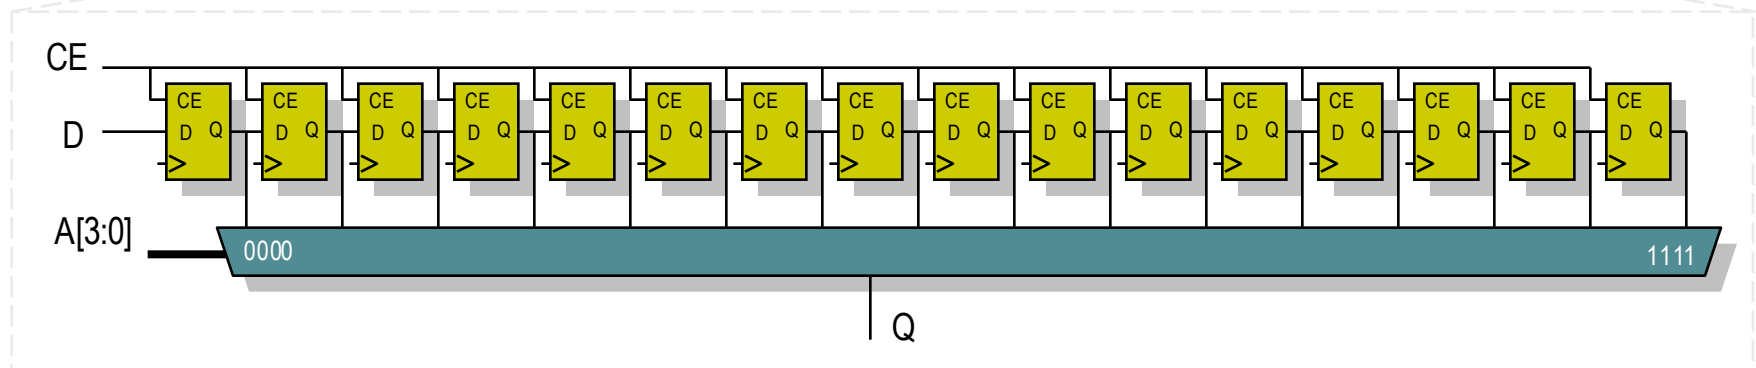 CE
CE CE CE CE CE CE CE CE CE CE CE CE CE CE CE CE
D
D Q D Q D Q D Q D Q D Q D Q D Q D Q D Q D Q D Q D Q D Q D Q D Q
A[3:0]
0000 1111
Q